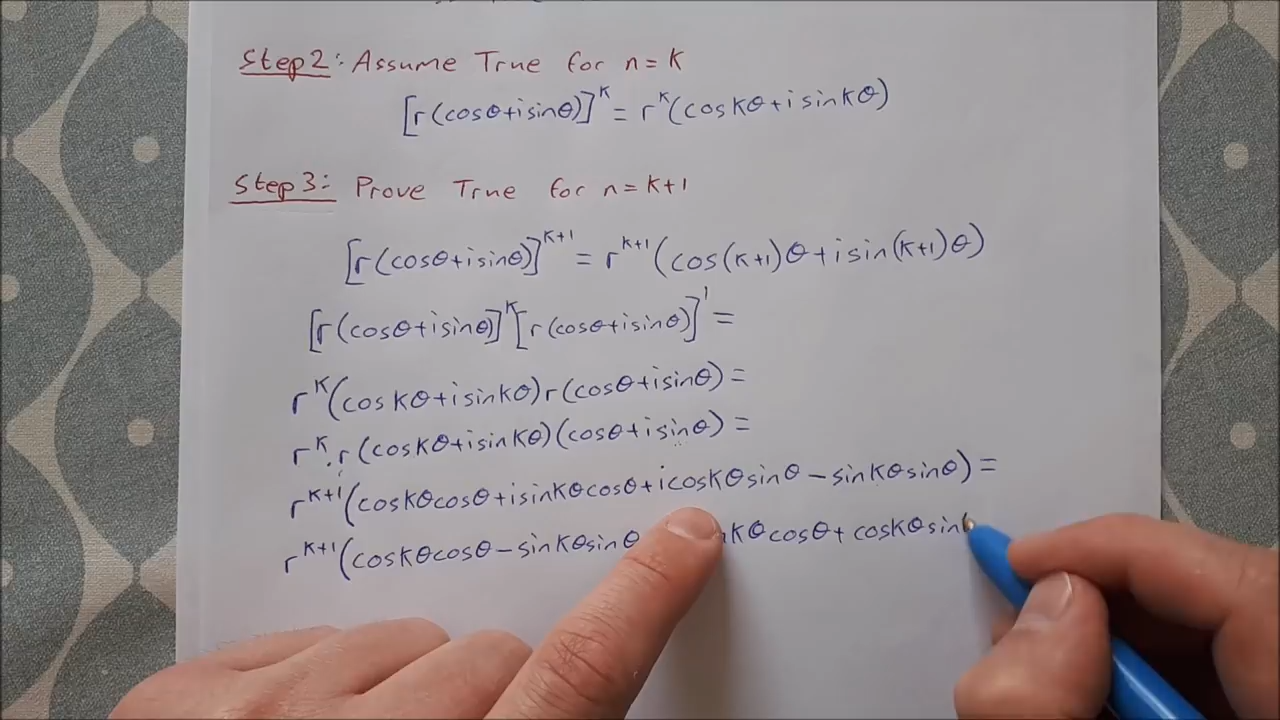 Step 2: Assume True for n=k
[r(cosθ+isinθ)]^k = r^k(coskθ+isinkθ)
Step 3: Prove True for n=k+1
[r(cosθ+isinθ)]^k+1 = r^k+1(cos(k+1)θ+isin(k+1)θ)
[r(cosθ+isinθ)]^k[r(cosθ+isinθ)]^1 =
r^k(coskθ+isinkθ)r(cosθ+isinθ) =
r^k.r(coskθ+isinkθ)(cosθ+isinθ) =
r^k+1(coskθcosθ+isinkθcosθ+icoskθsinθ-sinkθsinθ) =
r^k+1(coskθcosθ-sinkθsinθ kθcosθ+coskθsin